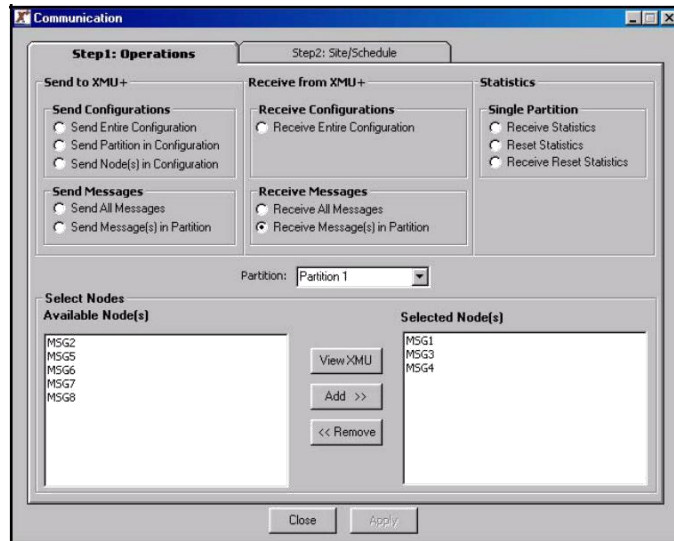 Communication
Step1: Operations
Step2: Site/Schedule
Send to XMU+
Send Configurations
Send Entire Configuration
Send Partition in Configuration
Send Node(s) in Configuration
Send Messages
Send All Messages
Send Message(s) in Partition
Receive from XMU+
Receive Configurations
Receive Entire Configuration
Receive Messages
Receive All Messages
Receive Message(s) in Partition
Statistics
Single Partition
Receive Statistics
Reset Statistics
Receive Reset Statistics
Partition: Partition 1
Select Nodes
Available Node(s)
MSG2
MSG5
MSG6
MSG7
MSG8
View XMU
Add >>
<< Remove
Selected Node(s)
MSG1
MSG3
MSG4
Close
Apply